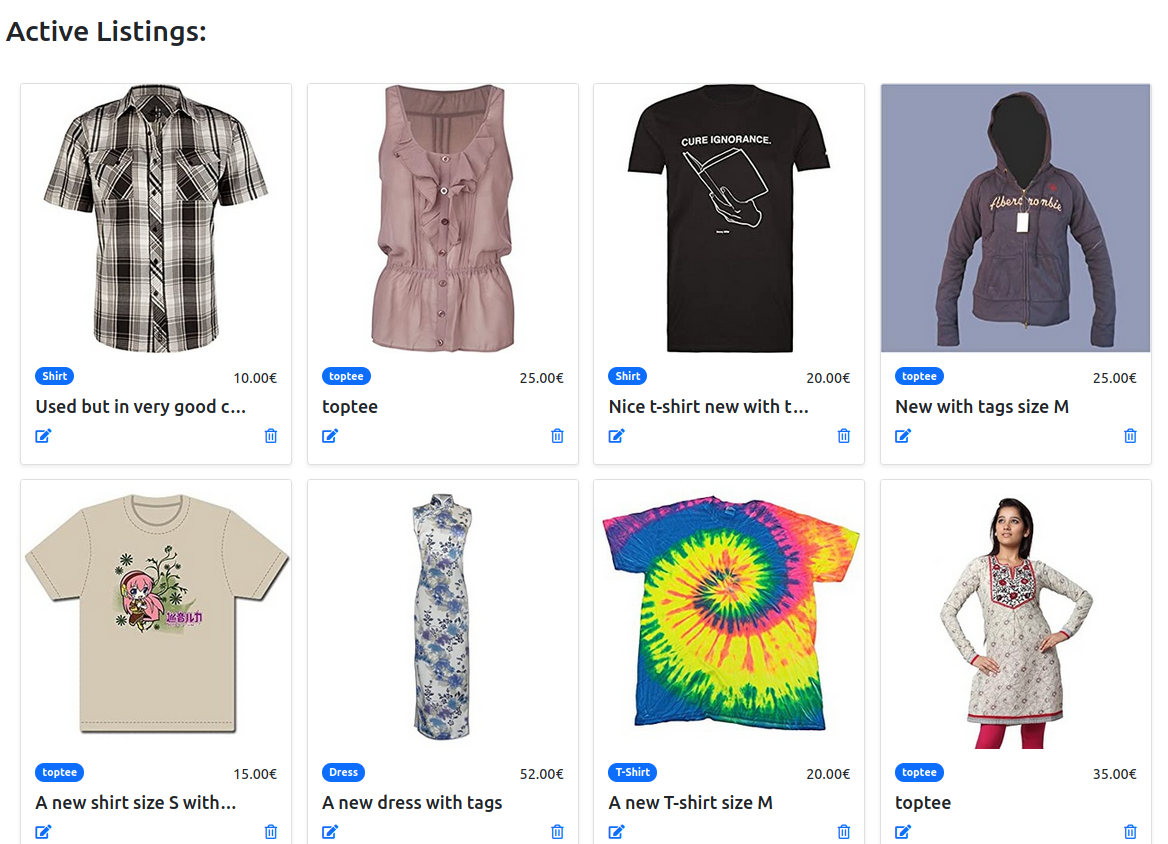 Active Listings:
CURE IGNORANCE.
Abercrombie
Shirt 10.00€
Used but in very good c...
toptee 25.00€
toptee
Shirt 20.00€
Nice t-shirt new with t...
toptee 25.00€
New with tags size M
巡音ルカ
toptee 15.00€
A new shirt size S with...
Dress 52.00€
A new dress with tags
T-Shirt 20.00€
A new T-shirt size M
toptee 35.00€
toptee